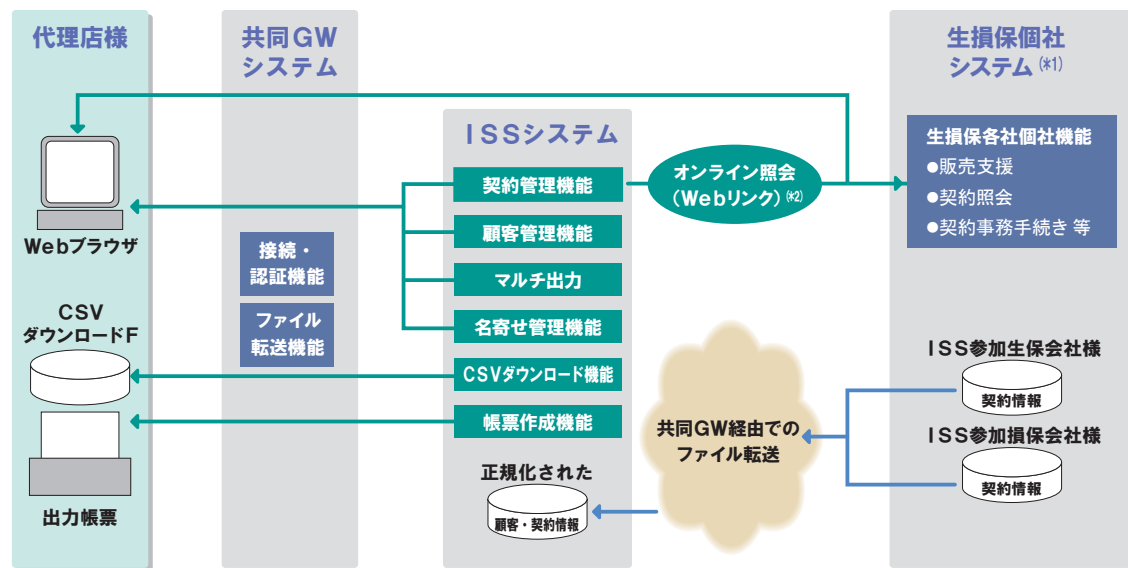 代理店様
共同GW
システム
生損保個社
システム(*1)
ISSシステム
Webブラウザ
接続・
認証機能
ファイル
転送機能
契約管理機能
顧客管理機能
マルチ出力
名寄せ管理機能
CSVダウンロード機能
帳票作成機能
オンライン照会
(Webリンク)(*2)
生損保各社個社機能
●販売支援
●契約照会
●契約事務手続き 等
CSV
ダウンロードF
出力帳票
正規化された
顧客・契約情報
共同GW経由での
ファイル転送
ISS参加生保会社様
契約情報
ISS参加損保会社様
契約情報